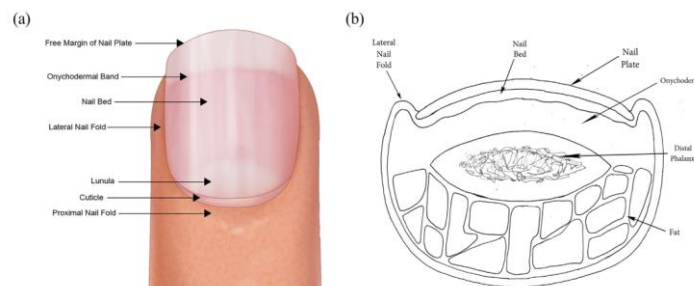 (a)
Free Margin of Nail Plate
Onychodermal Band
Nail Bed
Lateral Nail Fold
Lunula
Cuticle
Proximal Nail Fold
(b)
Lateral
Nail
Fold
Nail
Bed
Nail
Plate
Onychoder
Distal
Phalanx
Fat